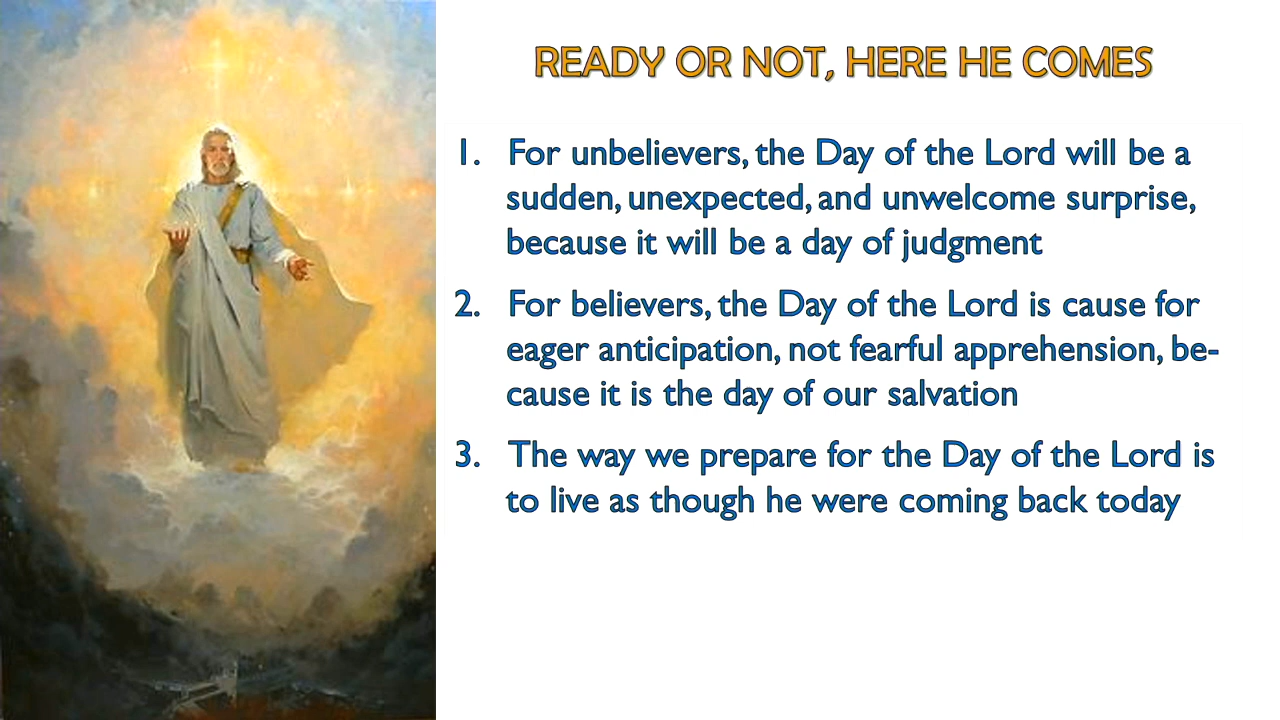 READY OR NOT, HERE HE COMES
1. For unbelievers, the Day of the Lord will be a
sudden, unexpected, and unwelcome surprise,
because it will be a day of judgment
2. For believers, the Day of the Lord is cause for
eager anticipation, not fearful apprehension, be-
cause it is the day of our salvation
3. The way we prepare for the Day of the Lord is
to live as though he were coming back today